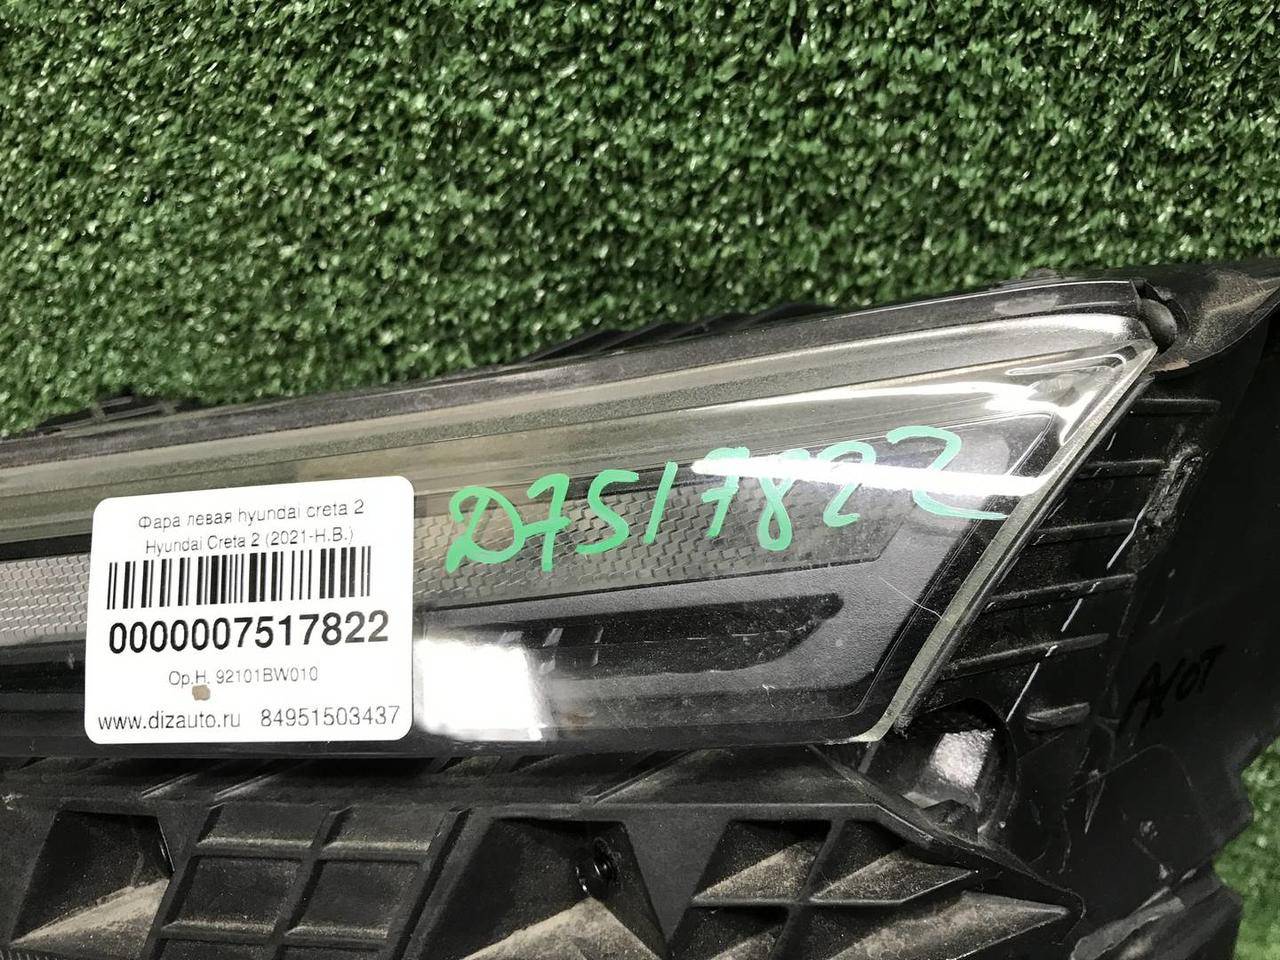 Фара левая hyundai creta 2
Hyundai Creta 2 (2021-Н.В.)
0000007517822
Ор.Н. 92101BW010
www.dizauto.ru 84951503437
D7517822